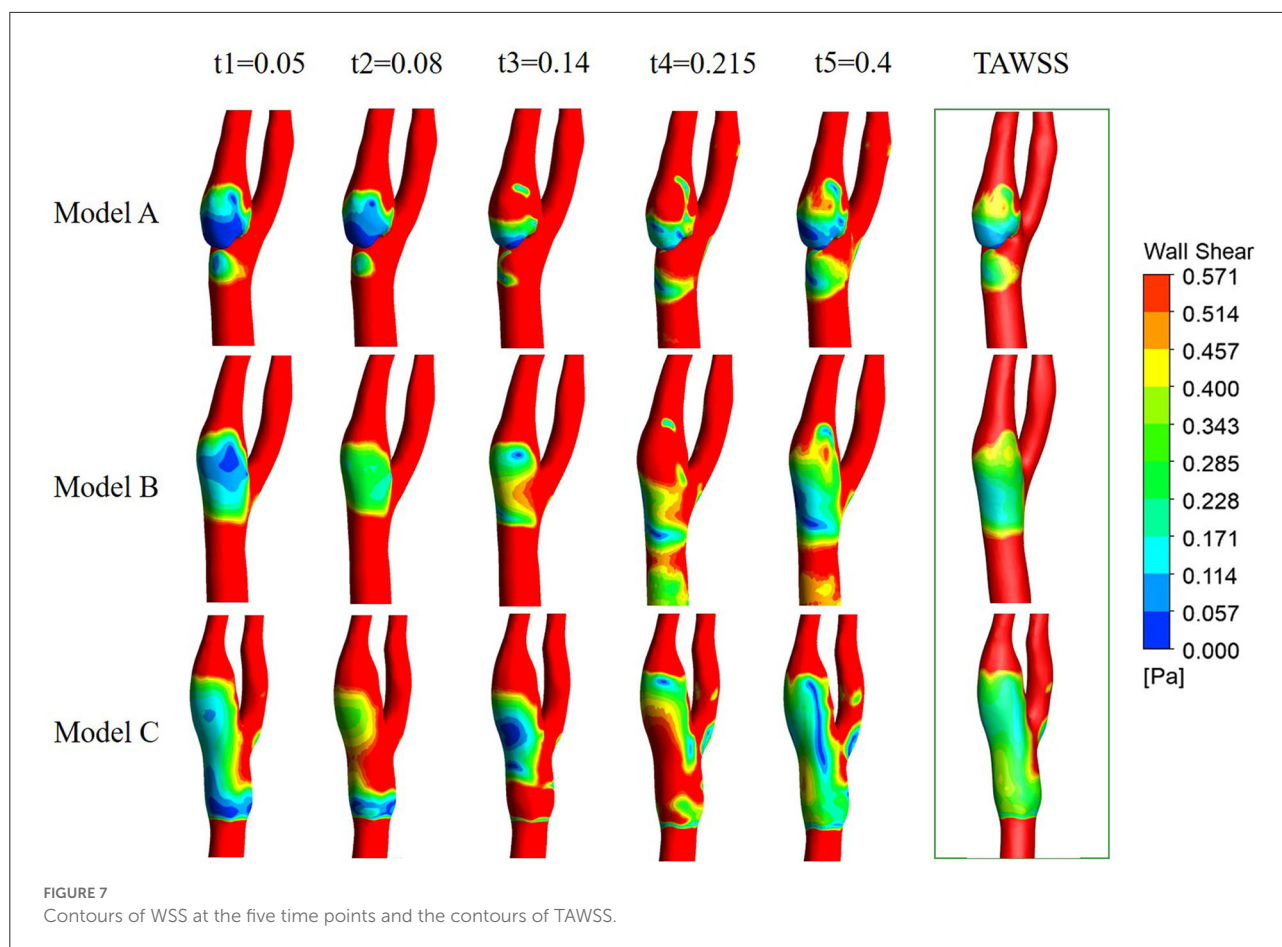 t1=0.05 t2=0.08 t3=0.14 t4=0.215 t5=0.4 TAWSS
Model A
Model B
Model C
Wall Shear
0.571
0.514
0.457
0.400
0.343
0.285
0.228
0.171
0.114
0.057
0.000
[Pa]
FIGURE 7
Contours of WSS at the five time points and the contours of TAWSS.